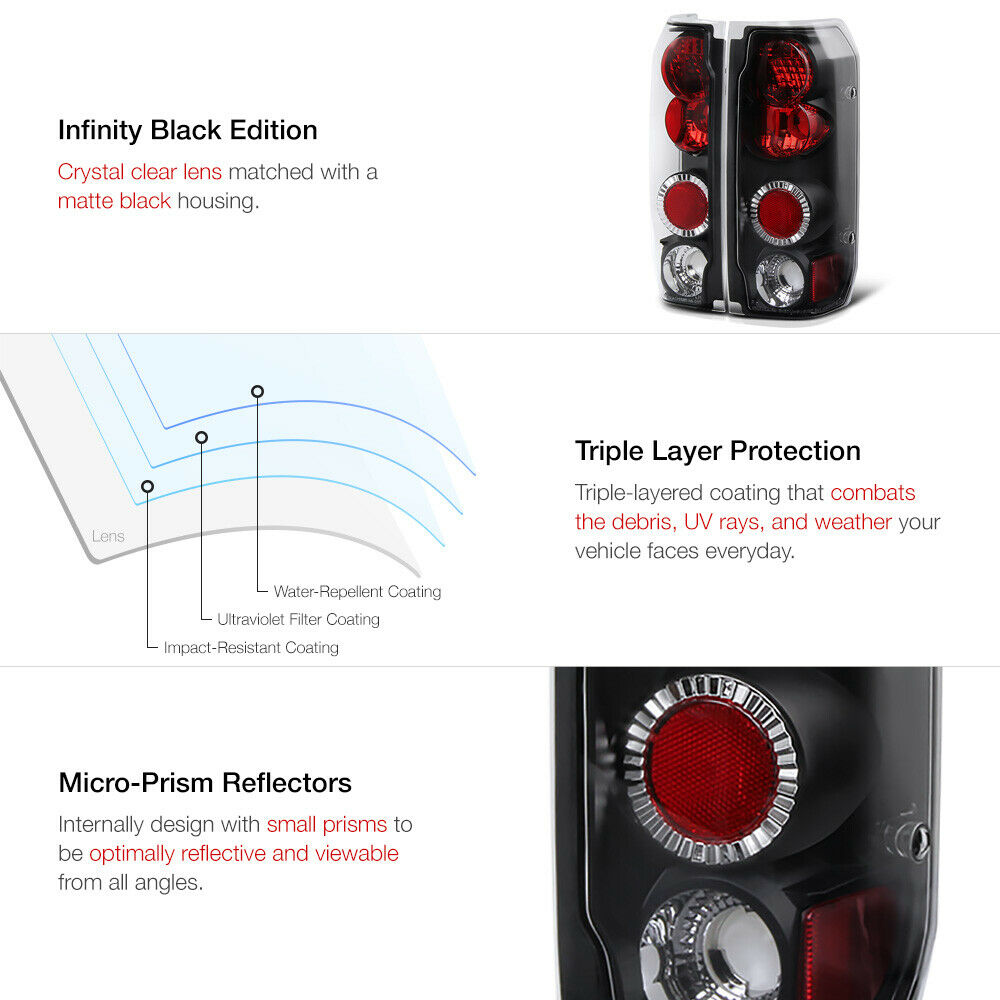 Infinity Black Edition
Crystal clear lens matched with a
matte black housing.
Lens
Water-Repellent Coating
Ultraviolet Filter Coating
Impact-Resistant Coating
Triple Layer Protection
Triple-layered coating that combats
the debris, UV rays, and weather your
vehicle faces everyday.
Micro-Prism Reflectors
Internally design with small prisms to
be optimally reflective and viewable
from all angles.